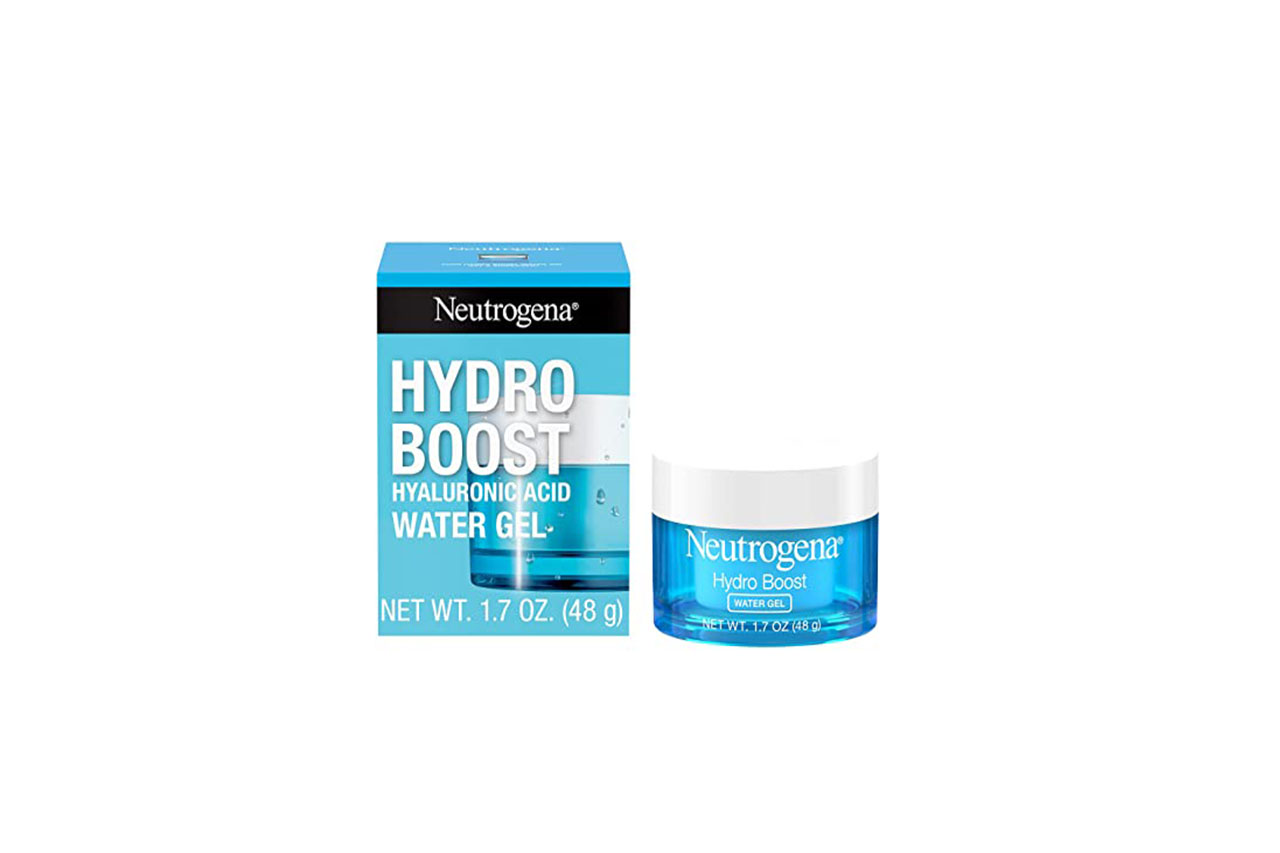 Neutrogena®
Neutrogena®
HYDRO
BOOST
HYALURONIC ACID
WATER GEL
NET WT. 1.7 OZ. (48 g)
Neutrogena®
Hydro Boost
WATER GEL
NET WT. 1.7 OZ (48 g)